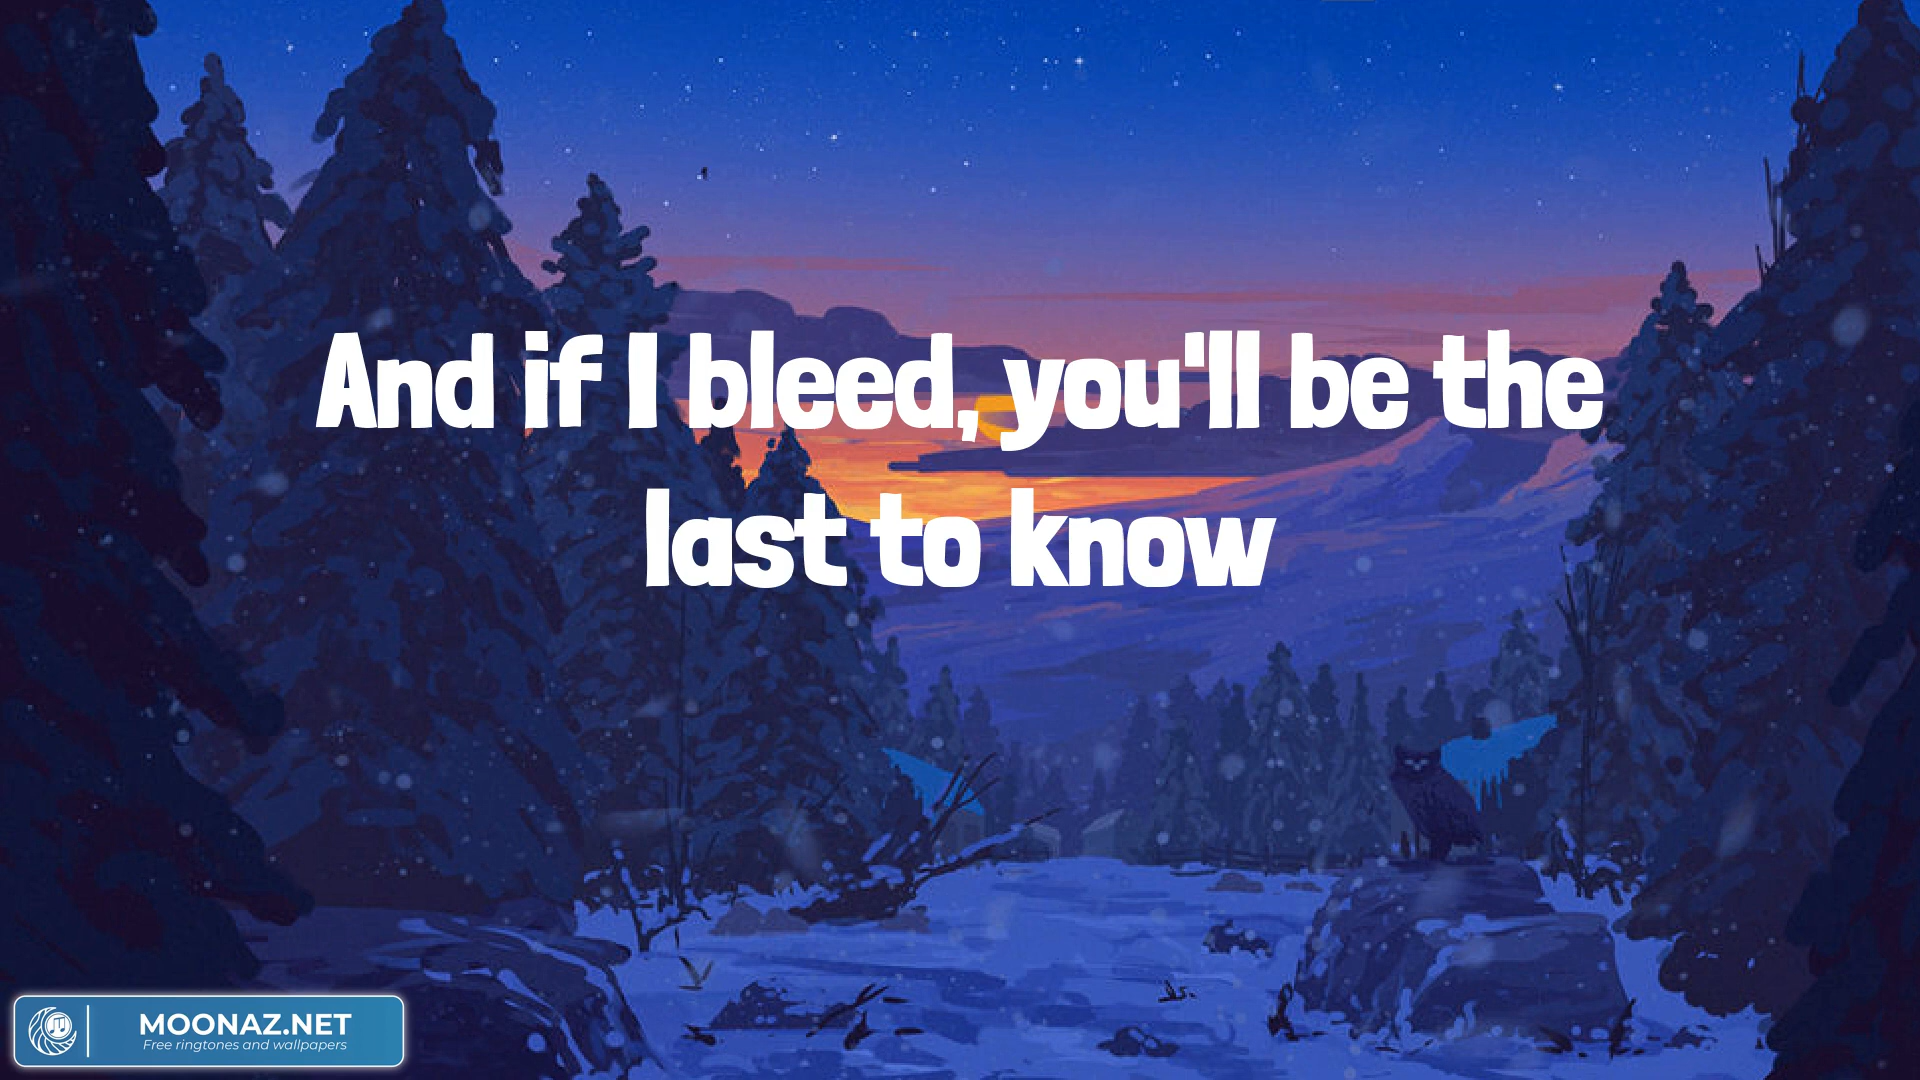 And if I bleed, you'll be the
last to know
MOONAZ.NET
Free ringtones and wallpapers